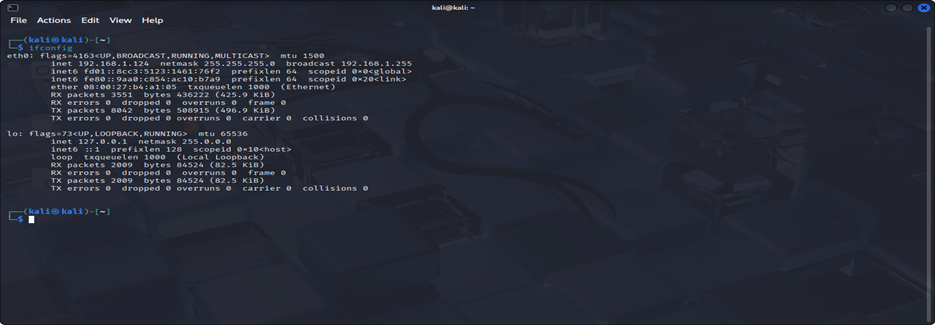 kali@kali: ~
File Actions Edit View Help
┌──(kali㉿kali)-[~]
└─$ ifconfig
eth0: flags=4163<UP,BROADCAST,RUNNING,MULTICAST>  mtu 1500
        inet 192.168.1.124  netmask 255.255.255.0  broadcast 192.168.1.255
        inet6 fd01::8cc3:5123:1461:76f2  prefixlen 64  scopeid 0×0<global>
        inet6 fe80::9aa0:c854:ac10:b7a9  prefixlen 64  scopeid 0×20<link>
        ether 08:00:27:b4:a1:05  txqueuelen 1000  (Ethernet)
        RX packets 3551  bytes 436222 (425.9 KiB)
        RX errors 0  dropped 0  overruns 0  frame 0
        TX packets 8042  bytes 508915 (496.9 KiB)
        TX errors 0  dropped 0 overruns 0  carrier 0  collisions 0
lo: flags=73<UP,LOOPBACK,RUNNING>  mtu 65536
        inet 127.0.0.1  netmask 255.0.0.0
        inet6 ::1  prefixlen 128  scopeid 0×10<host>
        loop  txqueuelen 1000  (Local Loopback)
        RX packets 2009  bytes 84524 (82.5 KiB)
        RX errors 0  dropped 0  overruns 0  frame 0
        TX packets 2009  bytes 84524 (82.5 KiB)
        TX errors 0  dropped 0 overruns 0  carrier 0  collisions 0
┌──(kali㉿kali)-[~]
└─$